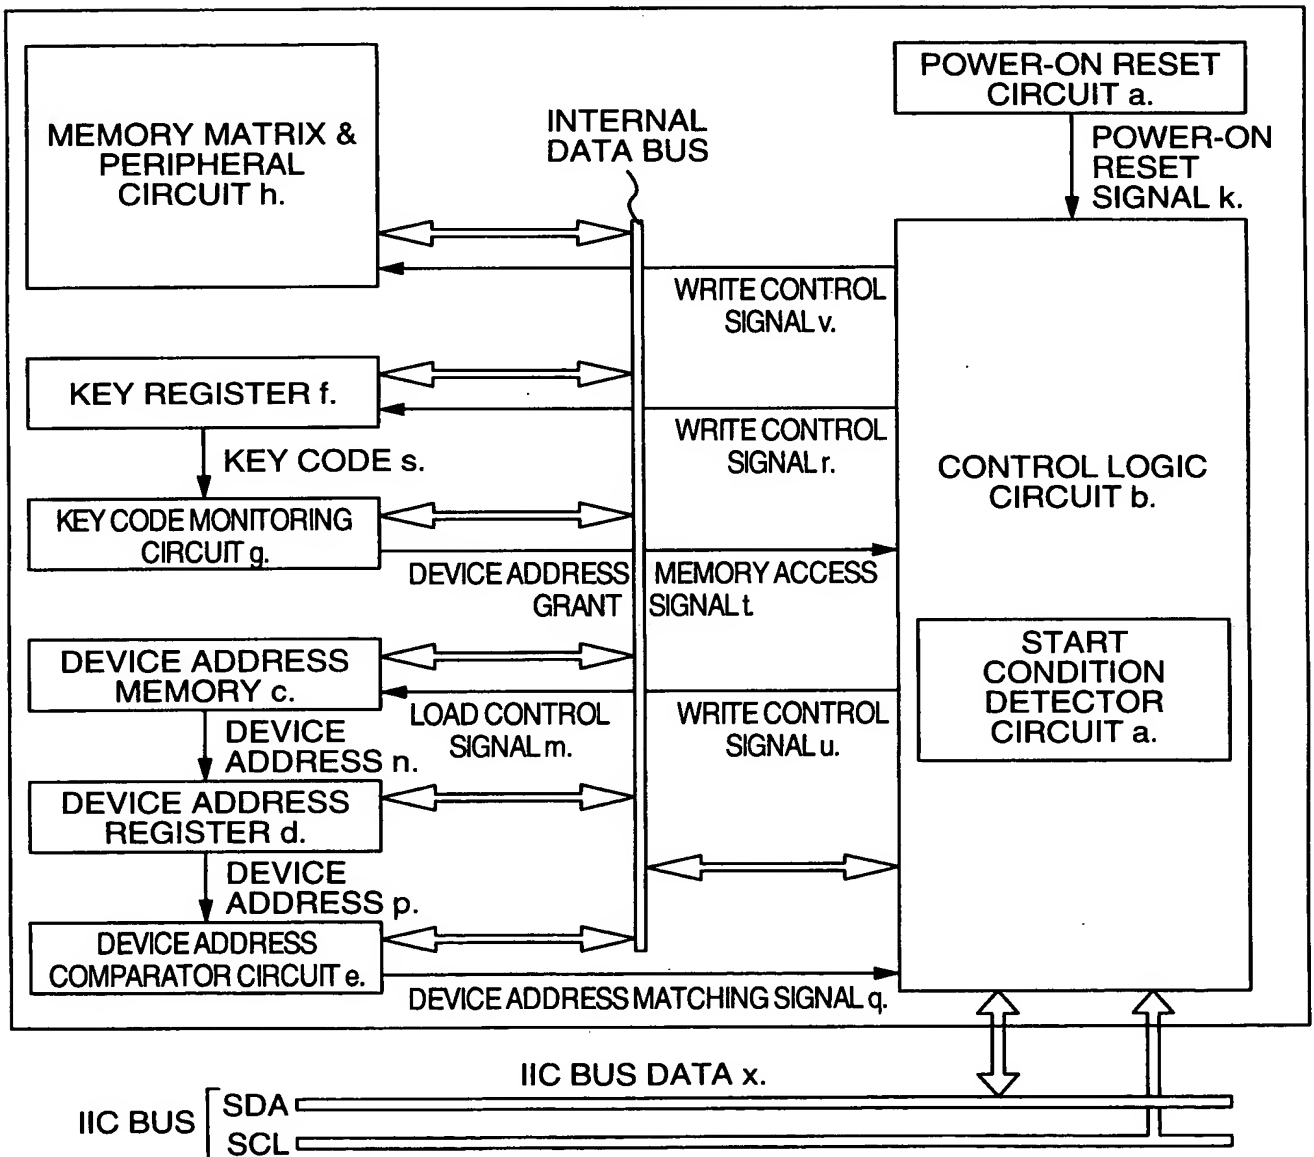 POWER-ON RESET
CIRCUIT a.
MEMORY MATRIX &
PERIPHERAL
CIRCUIT h.
INTERNAL
DATA BUS
POWER-ON
RESET
SIGNAL k.
WRITE CONTROL
SIGNAL v.
KEY REGISTER f.
WRITE CONTROL
SIGNAL r.
KEY CODE s.
CONTROL LOGIC
CIRCUIT b.
KEY CODE MONITORING
CIRCUIT g.
DEVICE ADDRESS MEMORY ACCESS
GRANT SIGNAL t.
DEVICE ADDRESS
MEMORY c.
START
CONDITION
DETECTOR
CIRCUIT a.
LOAD CONTROL
SIGNAL m.
WRITE CONTROL
SIGNAL u.
DEVICE
ADDRESS n.
DEVICE ADDRESS
REGISTER d.
DEVICE
ADDRESS p.
DEVICE ADDRESS
COMPARATOR CIRCUIT e.
DEVICE ADDRESS MATCHING SIGNAL q.
IIC BUS DATA x.
IIC BUS
SDA
SCL